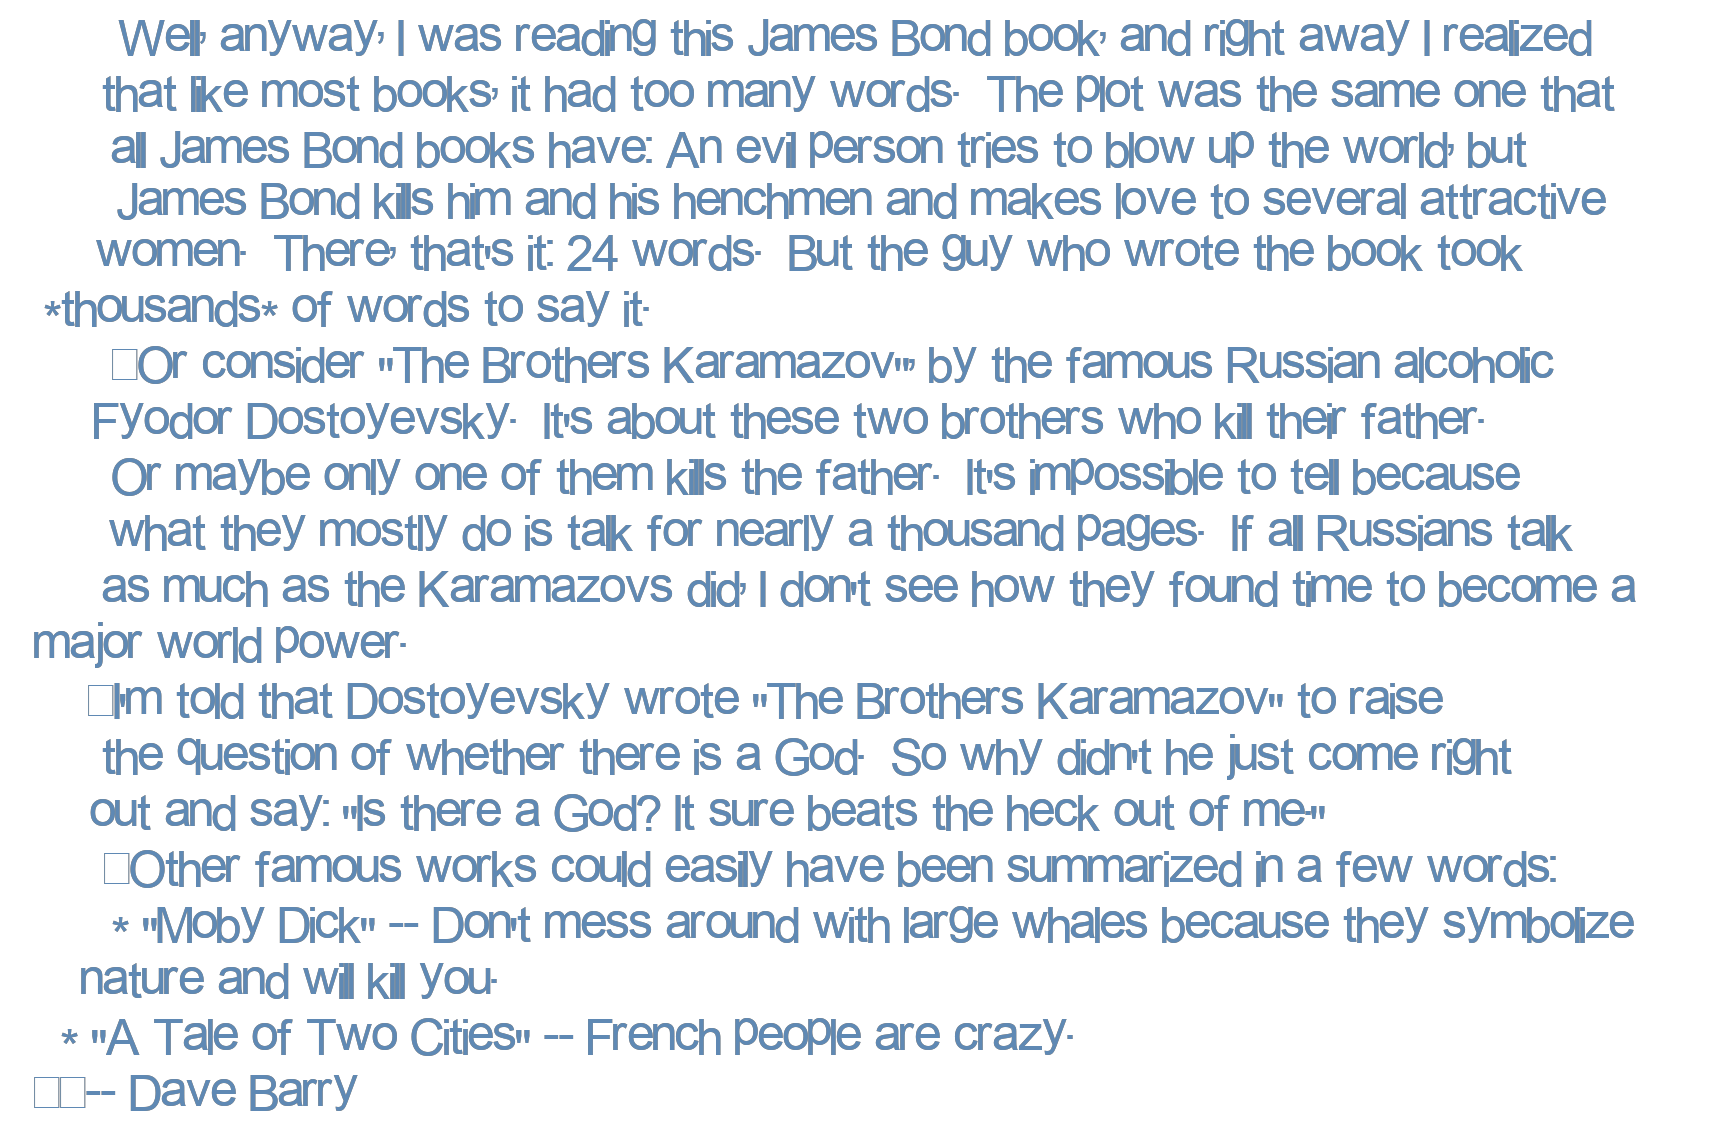 Well, anyway, I was reading this James Bond book, and right away I realized
that like most books, it had too many words.  The plot was the same one that
all James Bond books have: An evil person tries to blow up the world, but
James Bond kills him and his henchmen and makes love to several attractive
women.  There, that's it: 24 words.  But the guy who wrote the book took
*thousands* of words to say it.
Or consider "The Brothers Karamazov", by the famous Russian alcoholic
Fyodor Dostoyevsky.  It's about these two brothers who kill their father.
Or maybe only one of them kills the father.  It's impossible to tell because
what they mostly do is talk for nearly a thousand pages.  If all Russians talk
as much as the Karamazovs did, I don't see how they found time to become a
major world power.
I'm told that Dostoyevsky wrote "The Brothers Karamazov" to raise
the question of whether there is a God.  So why didn't he just come right
out and say: "Is there a God? It sure beats the heck out of me."
Other famous works could easily have been summarized in a few words:
* "Moby Dick" -- Don't mess around with large whales because they symbolize
nature and will kill you.
* "A Tale of Two Cities" -- French people are crazy.
-- Dave Barry